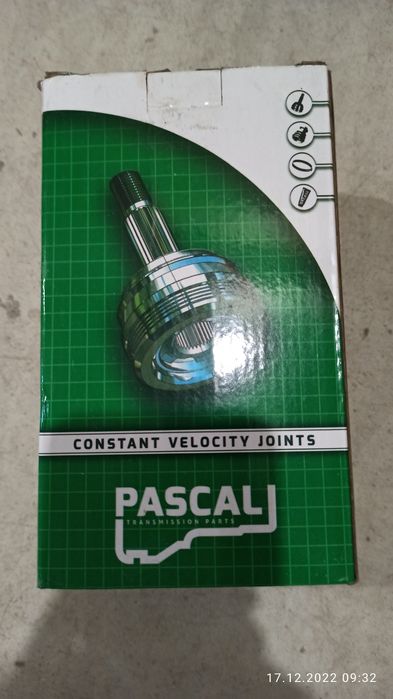 CONSTANT VELOCITY JOINTS
PASCAL
TRANSMISSION PARTS
17.12.2022 09:32